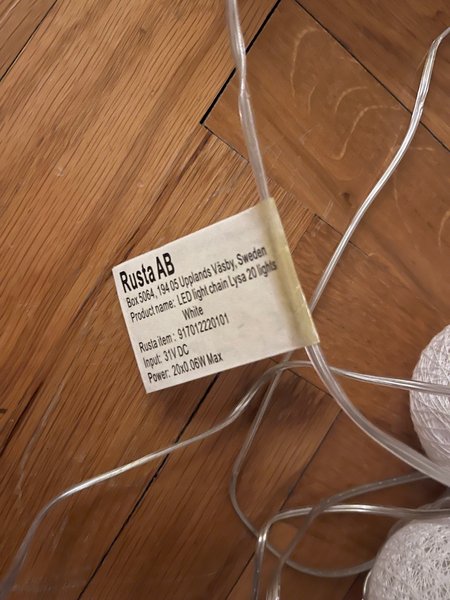 Rusta AB
Box 5064, 194 05 Upplands Väsby, Sweden
Product name: LED light chain Lysa 20 lights
White
Rusta item: 917012220101
Input: 31V DC
Power: 20x0.06W Max